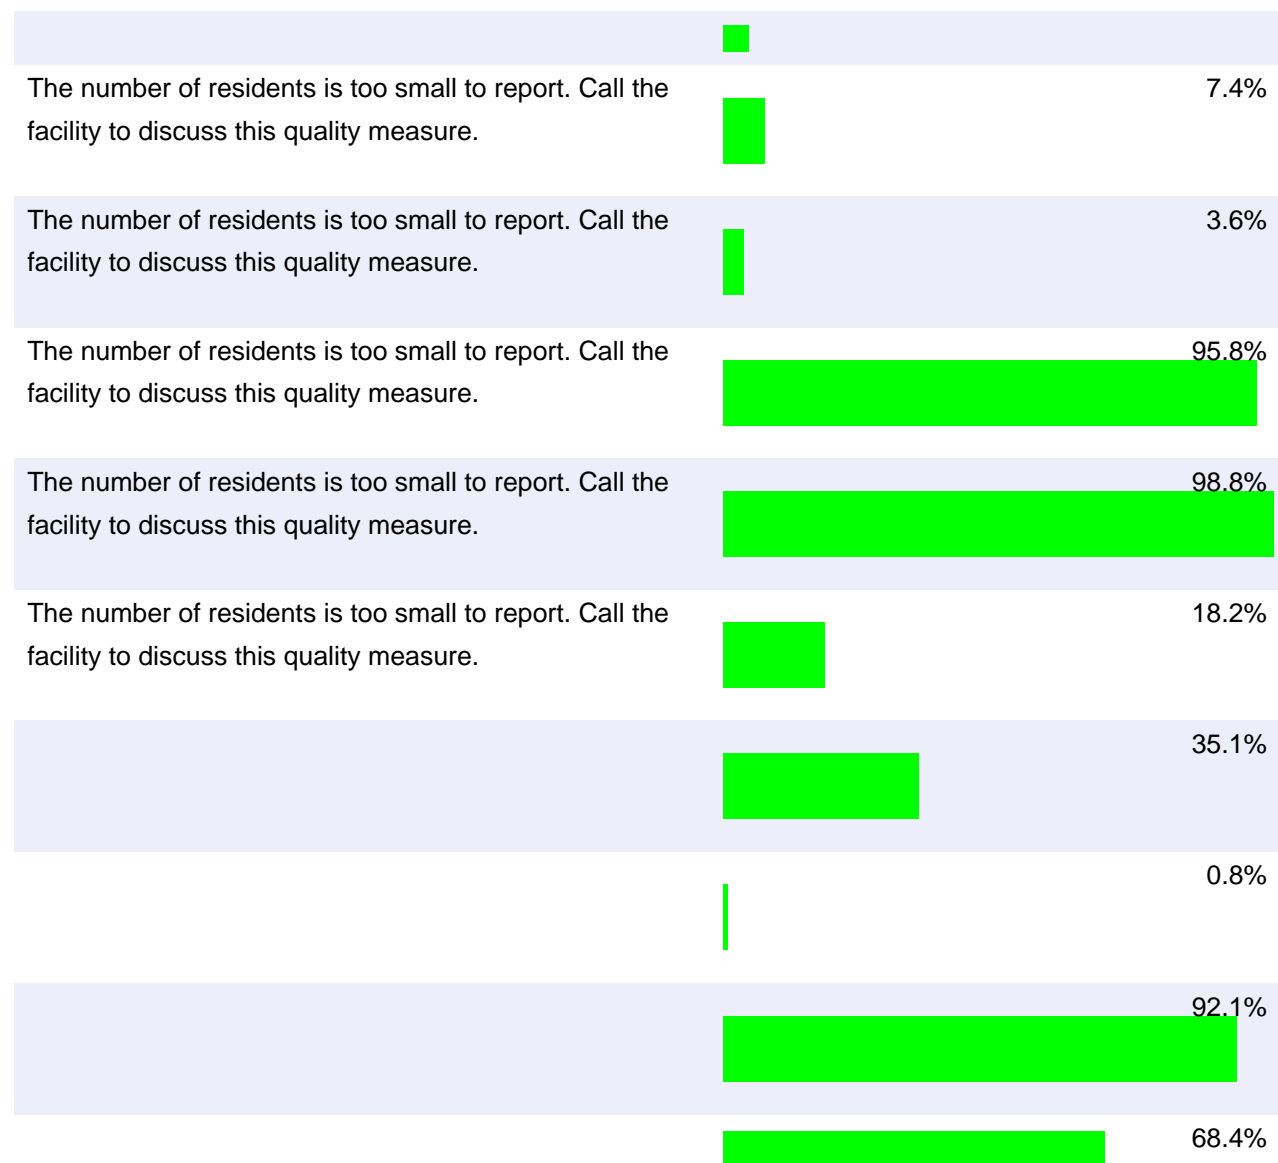 The number of residents is too small to report. Call the 7.4%
facility to discuss this quality measure.
The number of residents is too small to report. Call the 3.6%
facility to discuss this quality measure.
The number of residents is too small to report. Call the 95.8%
facility to discuss this quality measure.
The number of residents is too small to report. Call the 98.8%
facility to discuss this quality measure.
The number of residents is too small to report. Call the 18.2%
facility to discuss this quality measure.
35.1%
0.8%
92.1%
68.4%